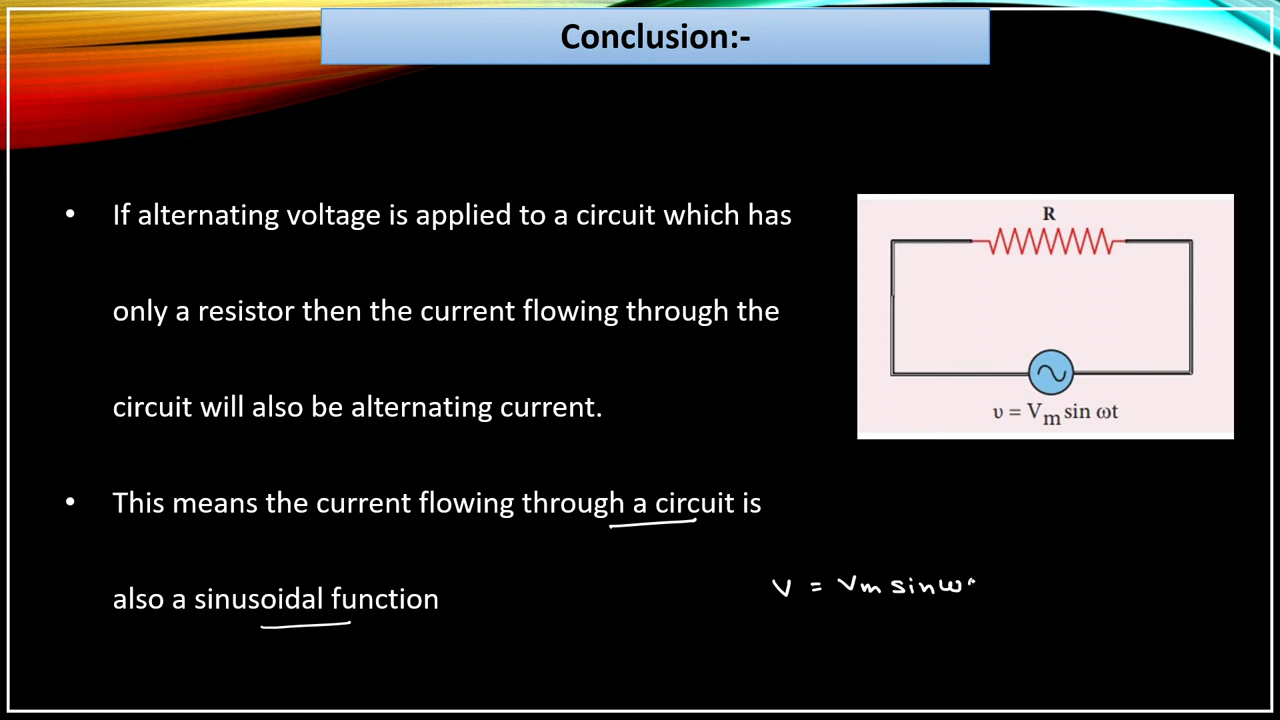 Conclusion:-
• If alternating voltage is applied to a circuit which has
only a resistor then the current flowing through the
circuit will also be alternating current.
• This means the current flowing through a circuit is
also a sinusoidal function
R
υ = Vm sin ωt
V = Vm sinω